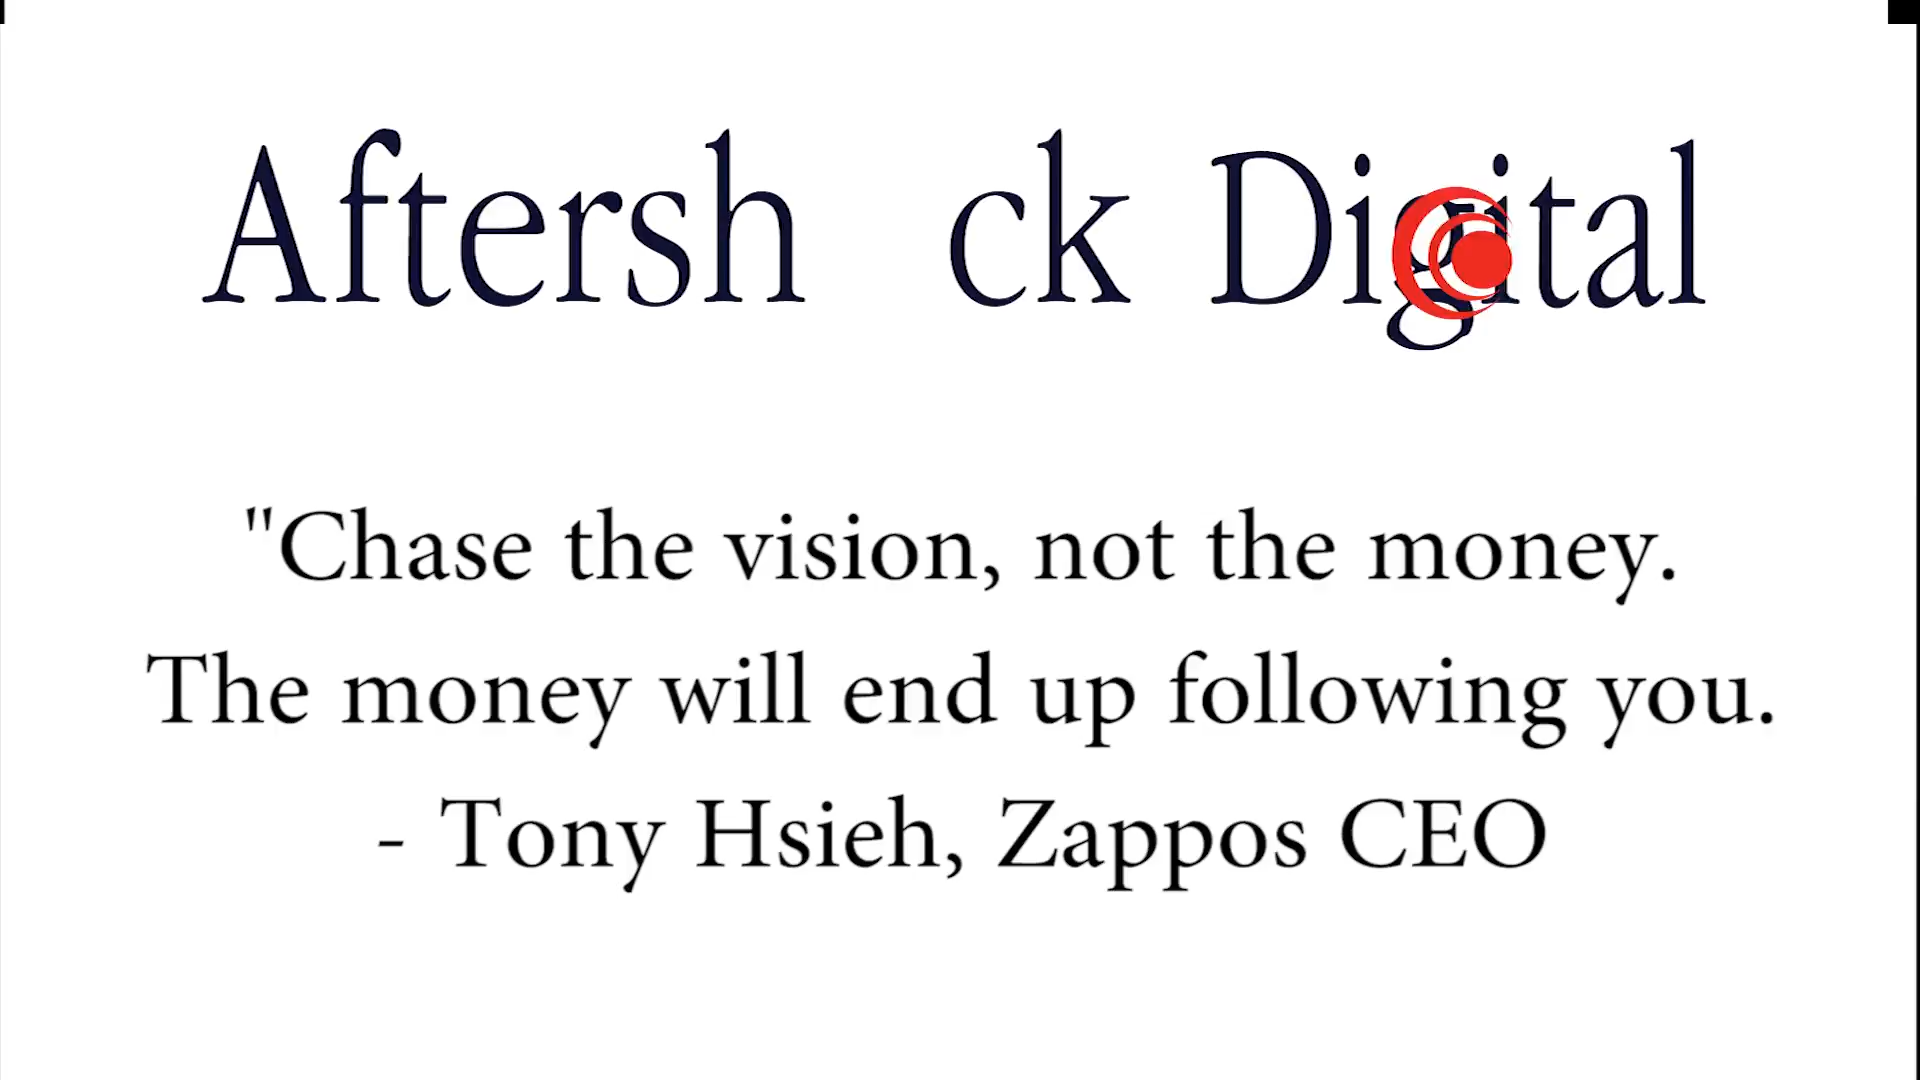 Aftersh ck Digital
"Chase the vision, not the money.
The money will end up following you.
- Tony Hsieh, Zappos CEO